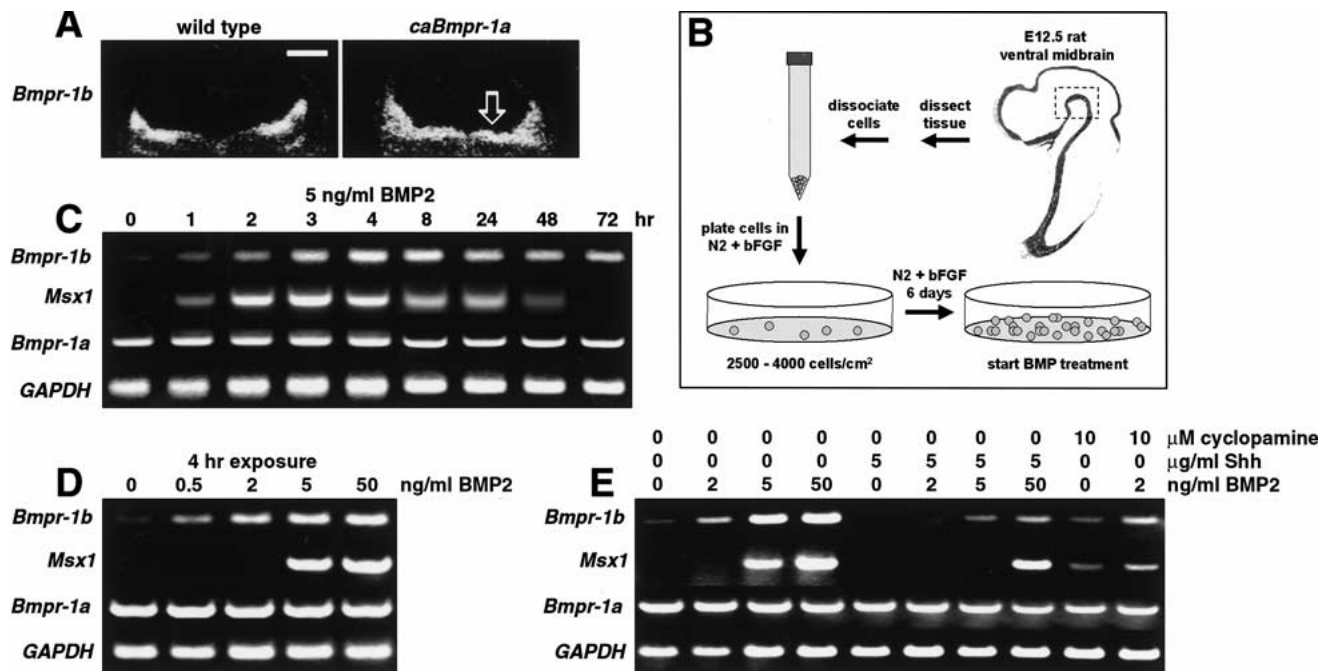 A
wild type
caBmpr-1a
Bmpr-1b
B
E12.5 rat
ventral midbrain
dissociate
cells
dissect
tissue
plate cells in
N2 + bFGF
N2 + bFGF
6 days
2500 - 4000 cells/cm²
start BMP treatment
C
5 ng/ml BMP2
0 1 2 3 4 8 24 48 72 hr
Bmpr-1b
Msx1
Bmpr-1a
GAPDH
D
4 hr exposure
0 0.5 2 5 50 ng/ml BMP2
Bmpr-1b
Msx1
Bmpr-1a
GAPDH
E
0 0 0 0 0 0 0 0 10 10 μM cyclopamine
0 0 0 0 5 5 5 5 0 0 μg/ml Shh
0 2 5 50 0 2 5 50 0 2 ng/ml BMP2
Bmpr-1b
Msx1
Bmpr-1a
GAPDH